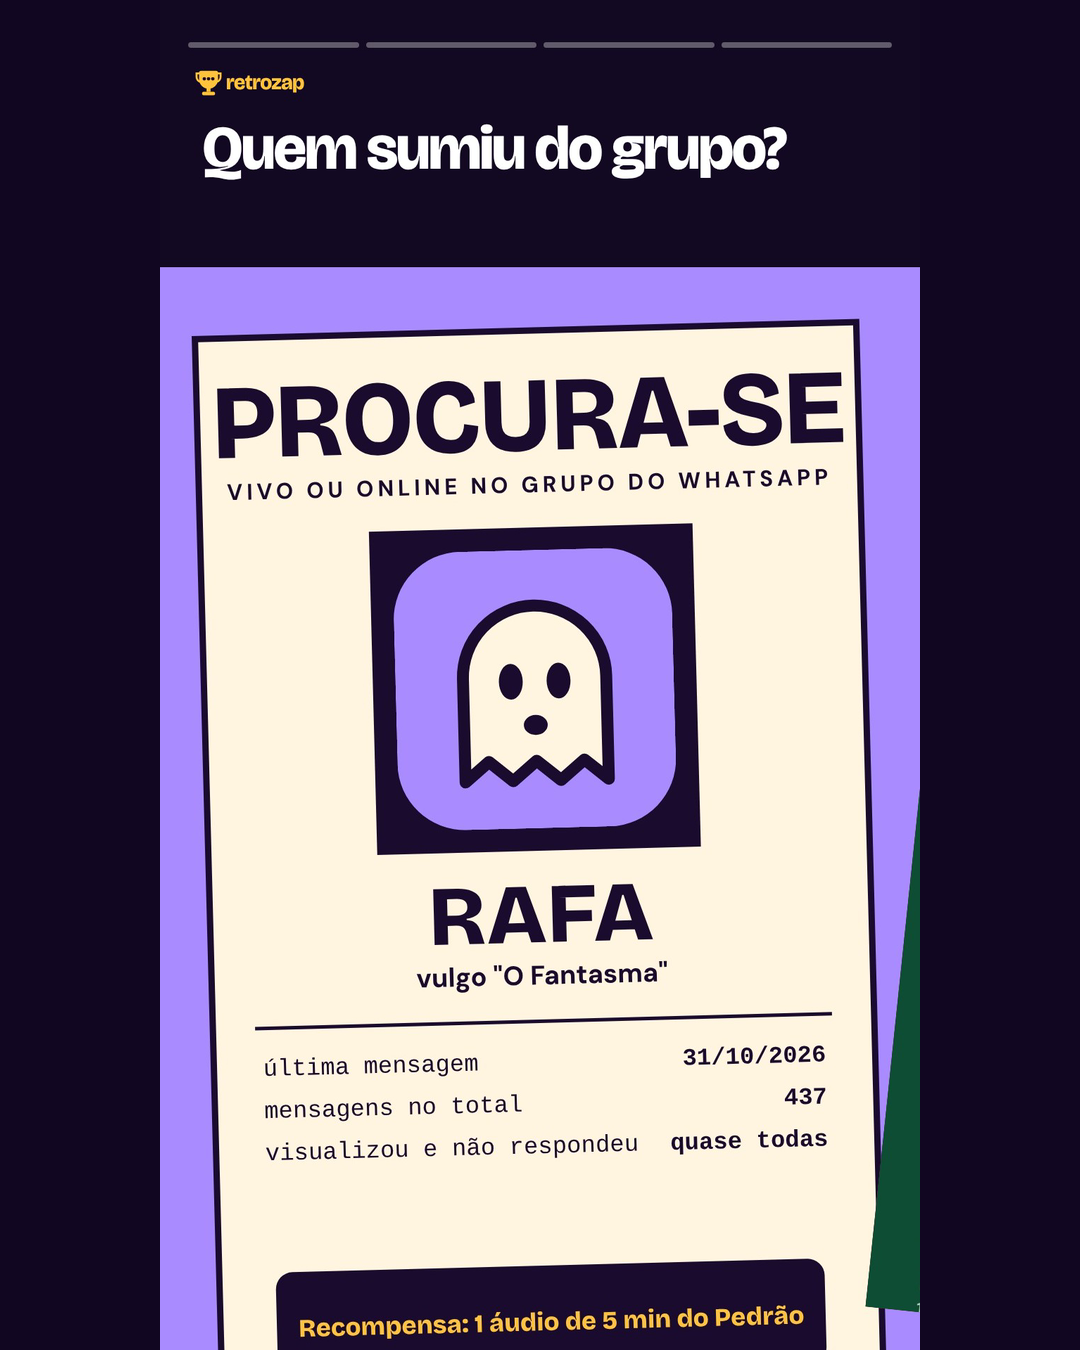 retrozap
Quem sumiu do grupo?
PROCURA-SE
VIVO OU ONLINE NO GRUPO DO WHATSAPP
RAFA
vulgo "O Fantasma"
última mensagem 31/10/2026
mensagens no total 437
visualizou e não respondeu quase todas
Recompensa: 1 áudio de 5 min do Pedrão